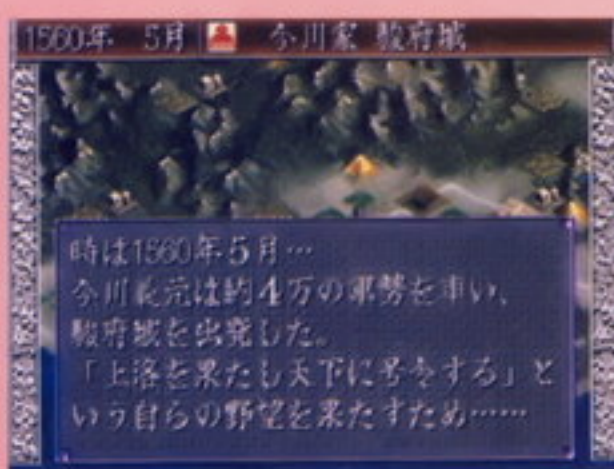 1560年 5月 今川家 駿府城
時は1560年5月…
今川義元は約4万の軍勢を率い、
駿府城を出発した。
「上洛を果たし天下に号令する」と
いう自らの野望を果たすため……